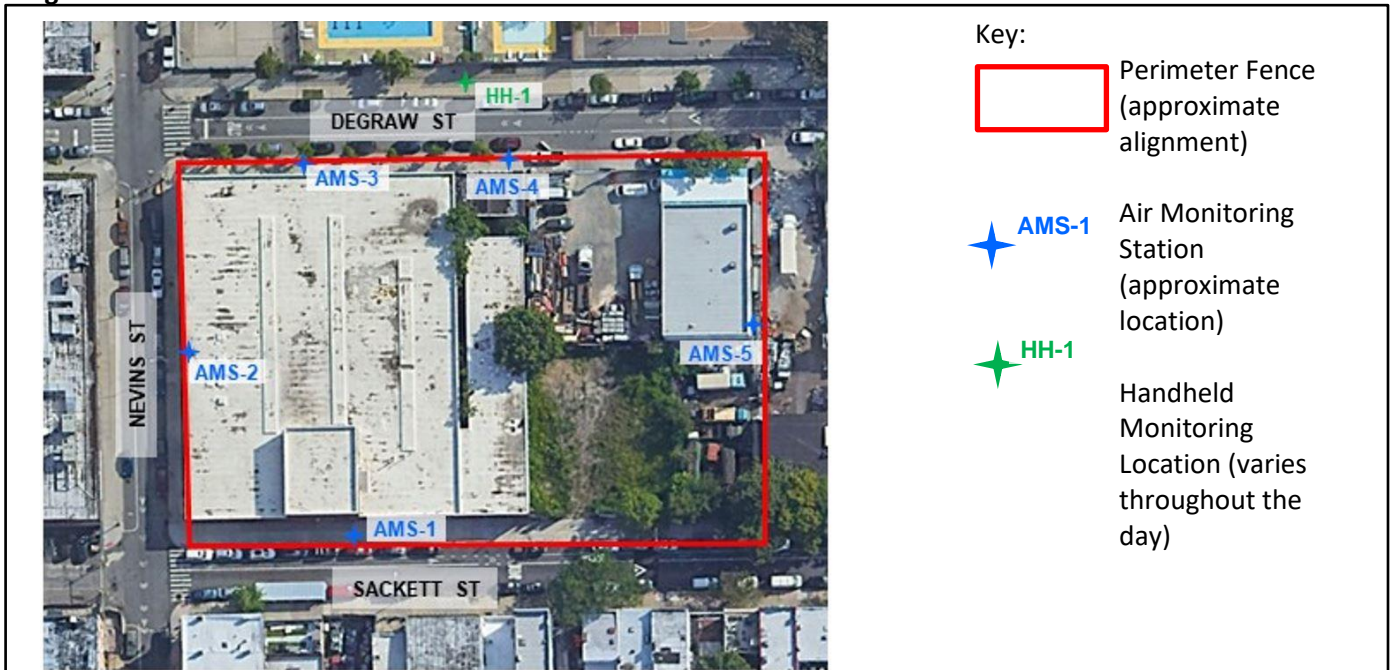 HH-1
DEGRAW ST
AMS-3
AMS-4
NEVINS ST
AMS-2
AMS-5
AMS-1
SACKETT ST
Key:
Perimeter Fence
(approximate
alignment)
AMS-1
Air Monitoring
Station
(approximate
location)
HH-1
Handheld
Monitoring
Location (varies
throughout the
day)